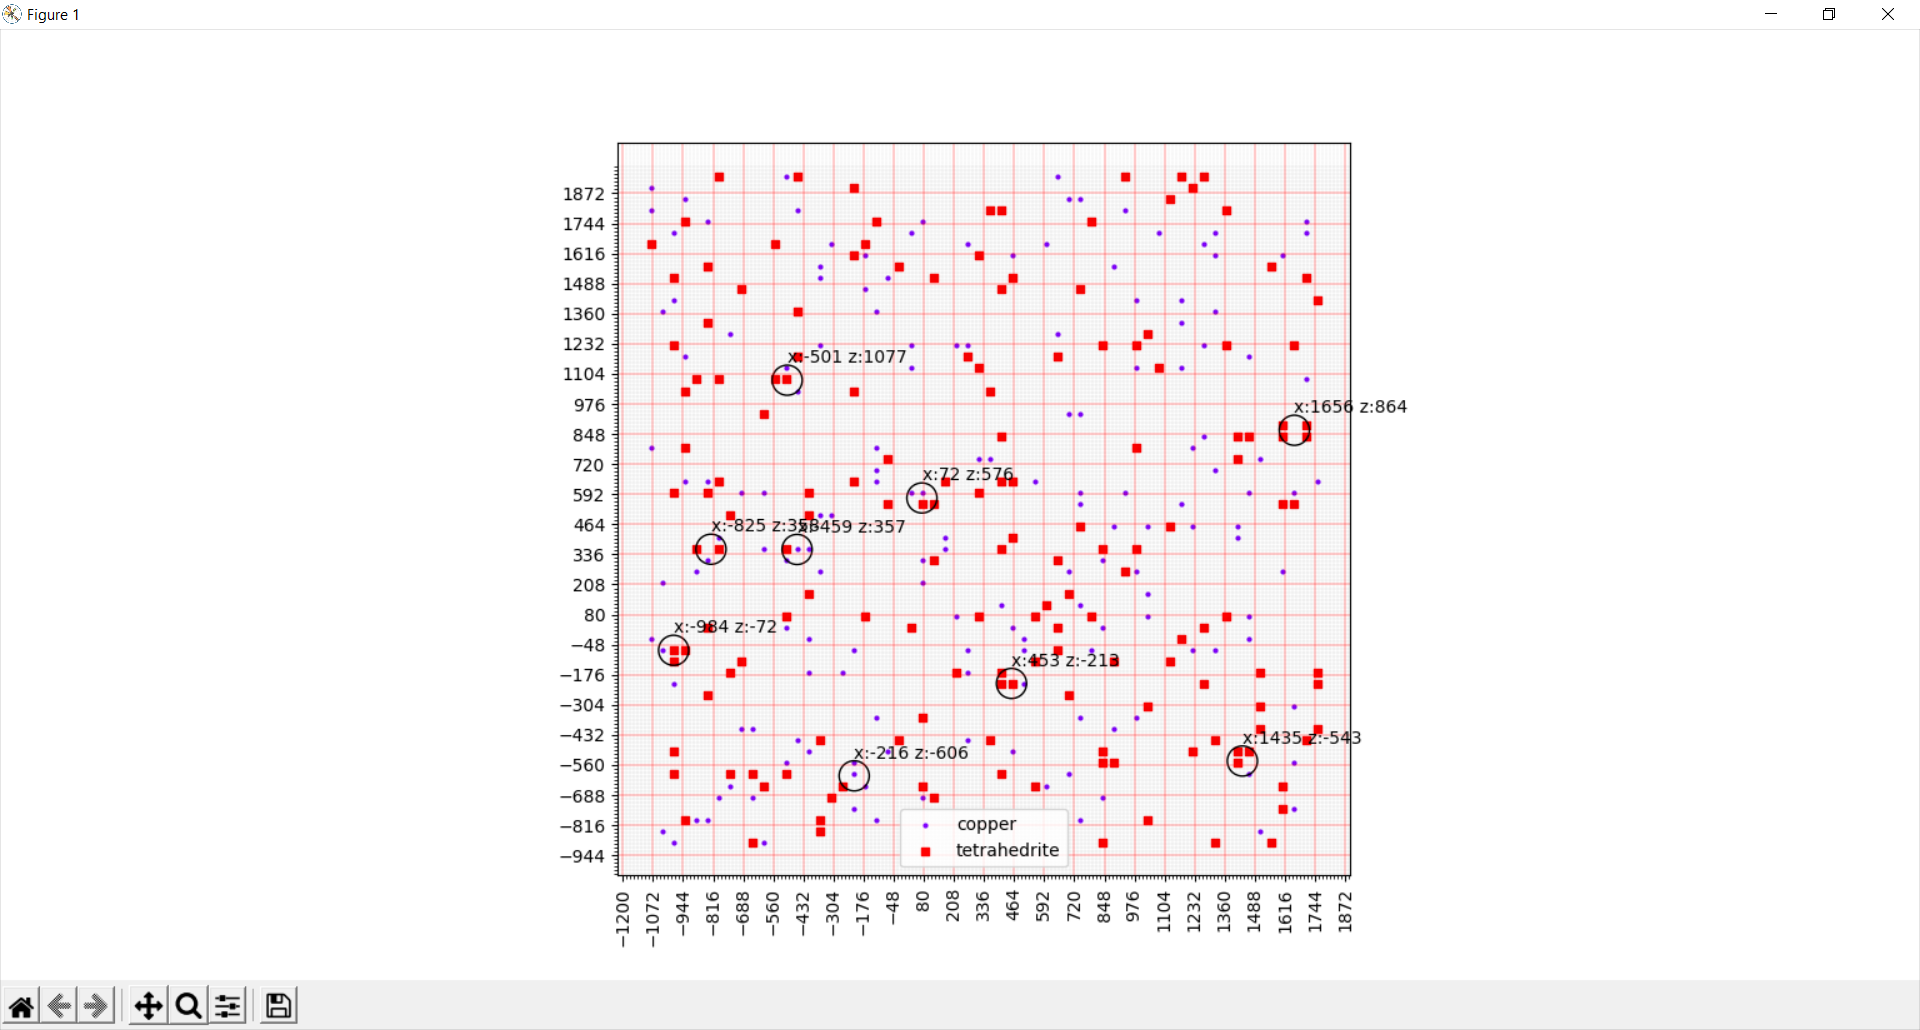 Figure 1
1872
1744
1616
1488
1360
1232
1104
976
848
720
592
464
336
208
80
−48
−176
−304
−432
−560
−688
−816
−944
x:-501 z:1077
x:1656 z:864
x:72 z:576
x:-825 z:358
x:-459 z:357
x:-984 z:-72
x:453 z:-213
x:1435 z:-543
x:-216 z:-606
copper
tetrahedrite
−1200 −1072 −944 −816 −688 −560 −432 −304 −176 −48 80 208 336 464 592 720 848 976 1104 1232 1360 1488 1616 1744 1872